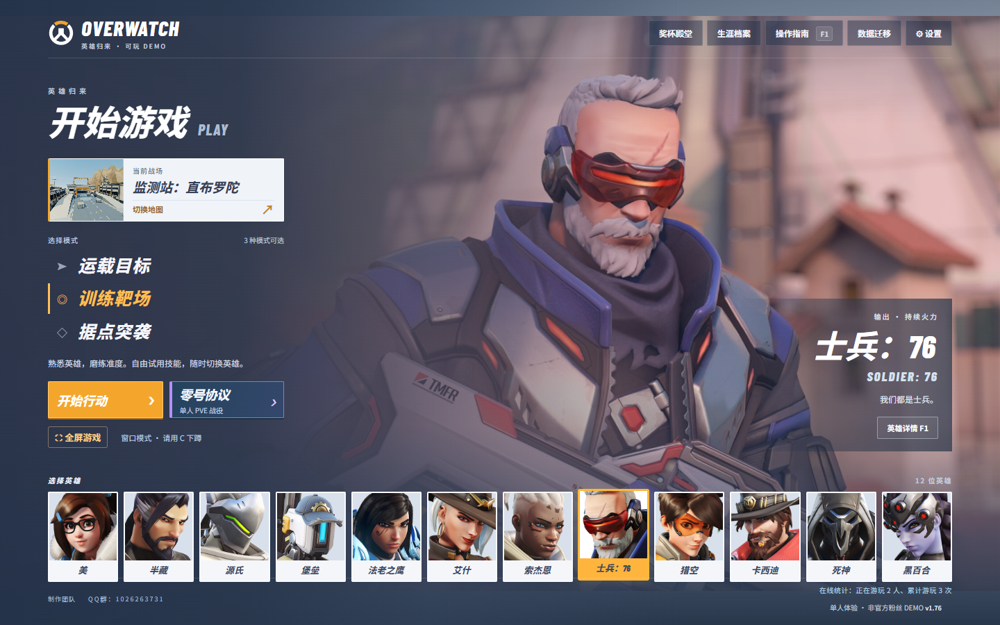 OVERWATCH
英雄归来 · 可玩 DEMO
奖杯殿堂
生涯档案
操作指南 F1
数据迁移
设置
英雄归来
开始游戏 PLAY
当前战场
监测站：直布罗陀
切换地图
选择模式
3 种模式可选
运载目标
训练靶场
据点突袭
熟悉英雄，磨练准度。自由试用技能，随时切换英雄。
开始行动
零号协议
单人 PVE 战役
全屏游戏
窗口模式 · 请用 C 下蹲
TMFR
输出 · 持续火力
士兵：76
SOLDIER: 76
我们都是士兵。
英雄详情 F1
选择英雄
12 位英雄
美
半藏
源氏
堡垒
法老之鹰
艾什
索杰恩
士兵：76
猎空
卡西迪
死神
黑百合
制作团队
QQ群：1026263731
在线统计：正在游玩 2 人、累计游玩 3 次
单人体验 · 非官方粉丝 DEMO v1.76